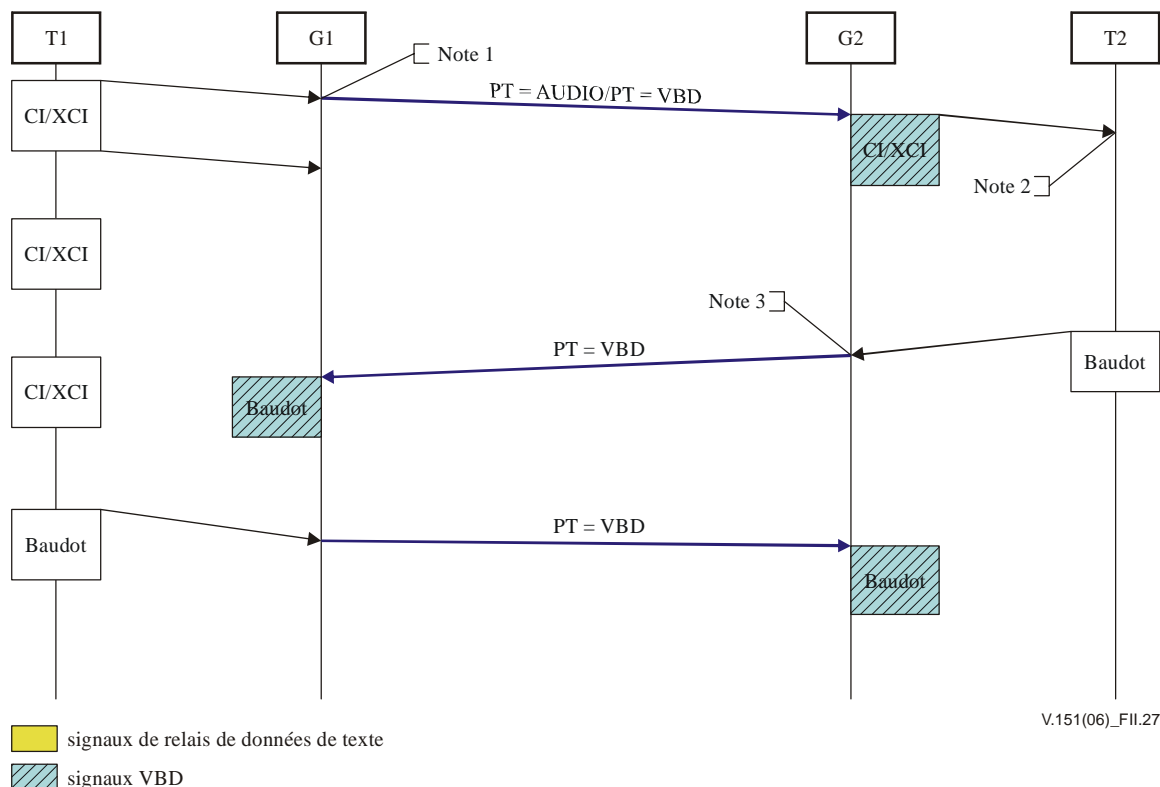 T1
G1
G2
T2
Note 1
PT = AUDIO/PT = VBD
CI/XCI
CI/XCI
Note 2
CI/XCI
Note 3
PT = VBD
Baudot
CI/XCI
Baudot
PT = VBD
Baudot
Baudot
V.151(06)_FII.27
signaux de relais de données de texte
signaux VBD